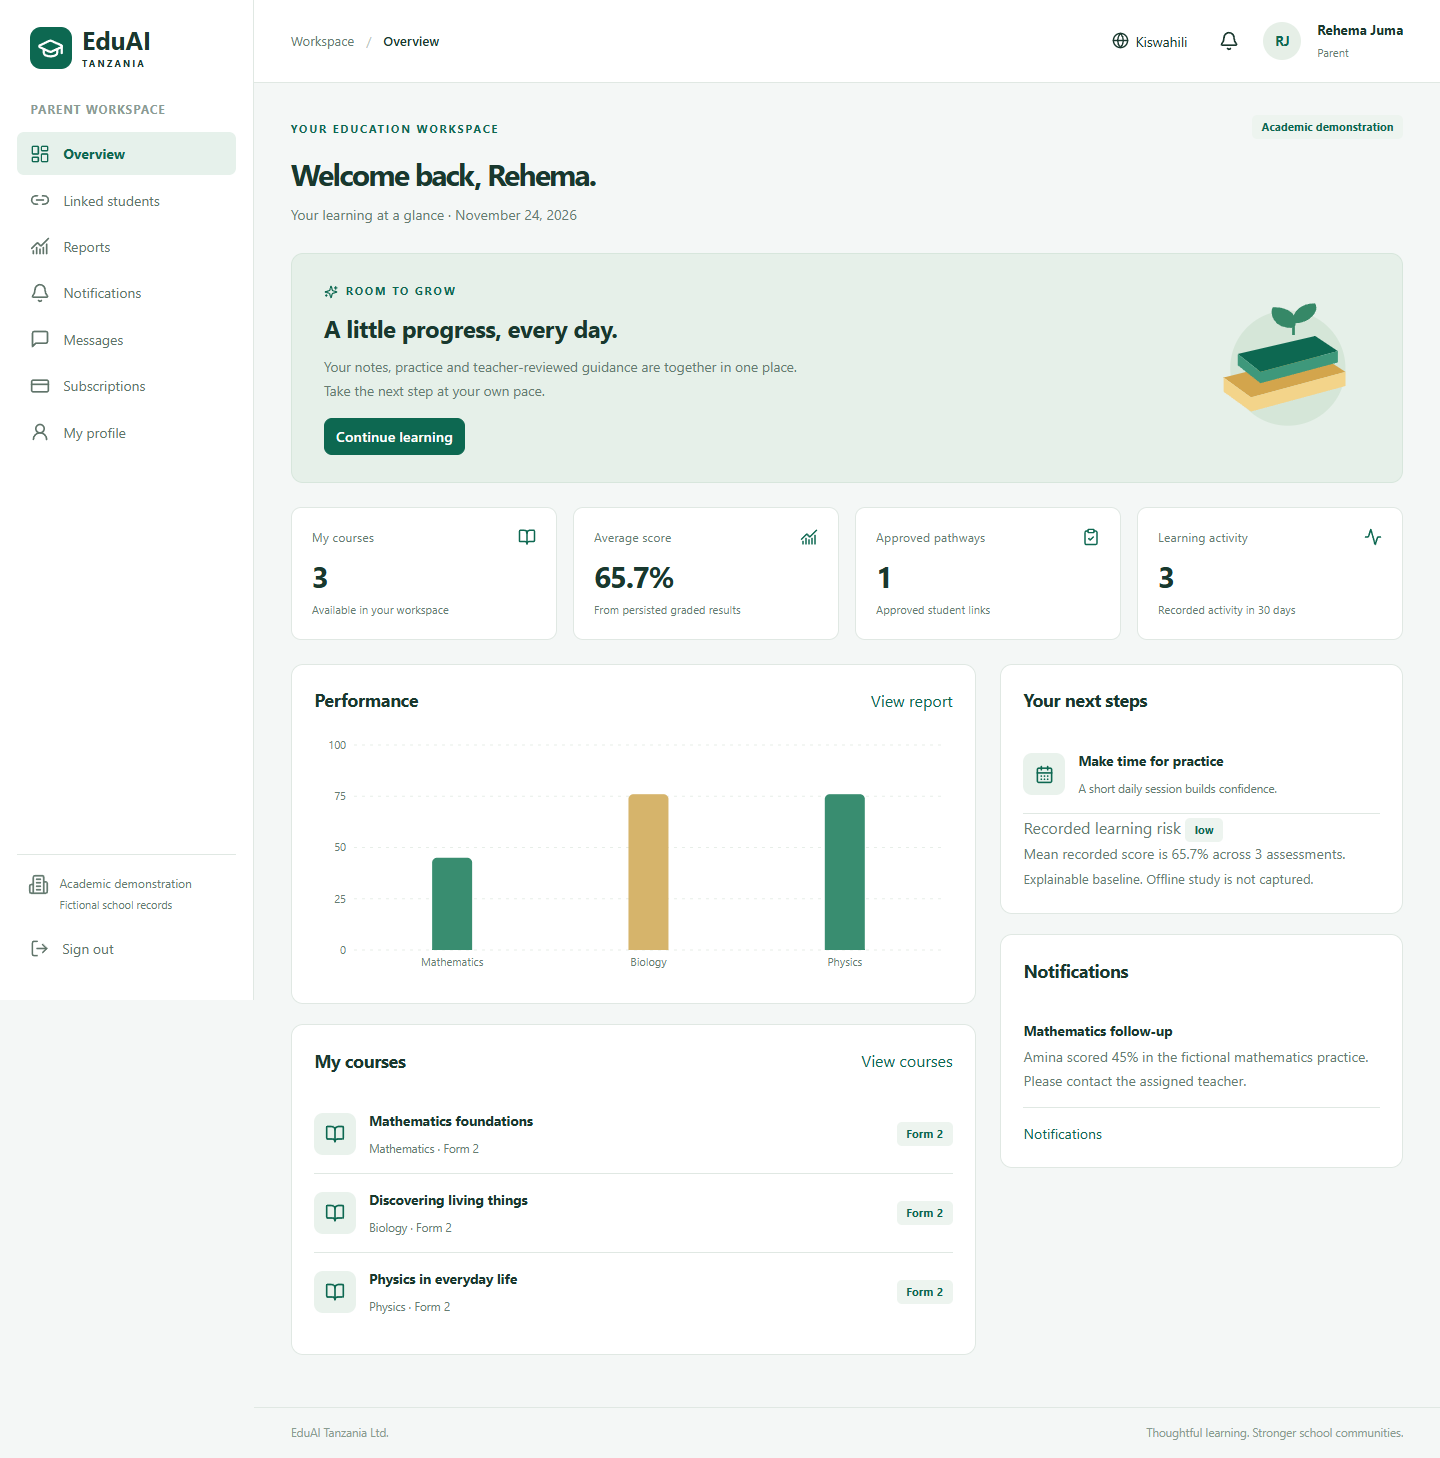 EduAI
TANZANIA
PARENT WORKSPACE
Overview
Linked students
Reports
Notifications
Messages
Subscriptions
My profile
Academic demonstration
Fictional school records
Sign out
Workspace / Overview
Kiswahili
RJ
Rehema Juma
Parent
YOUR EDUCATION WORKSPACE
Academic demonstration
Welcome back, Rehema.
Your learning at a glance · November 24, 2026
ROOM TO GROW
A little progress, every day.
Your notes, practice and teacher-reviewed guidance are together in one place.
Take the next step at your own pace.
Continue learning
My courses
3
Available in your workspace
Average score
65.7%
From persisted graded results
Approved pathways
1
Approved student links
Learning activity
3
Recorded activity in 30 days
Performance
View report
100
75
50
25
0
Mathematics
Biology
Physics
Your next steps
Make time for practice
A short daily session builds confidence.
Recorded learning risk low
Mean recorded score is 65.7% across 3 assessments.
Explainable baseline. Offline study is not captured.
Notifications
Mathematics follow-up
Amina scored 45% in the fictional mathematics practice.
Please contact the assigned teacher.
Notifications
My courses
View courses
Mathematics foundations
Mathematics · Form 2
Form 2
Discovering living things
Biology · Form 2
Form 2
Physics in everyday life
Physics · Form 2
Form 2
EduAI Tanzania Ltd.
Thoughtful learning. Stronger school communities.